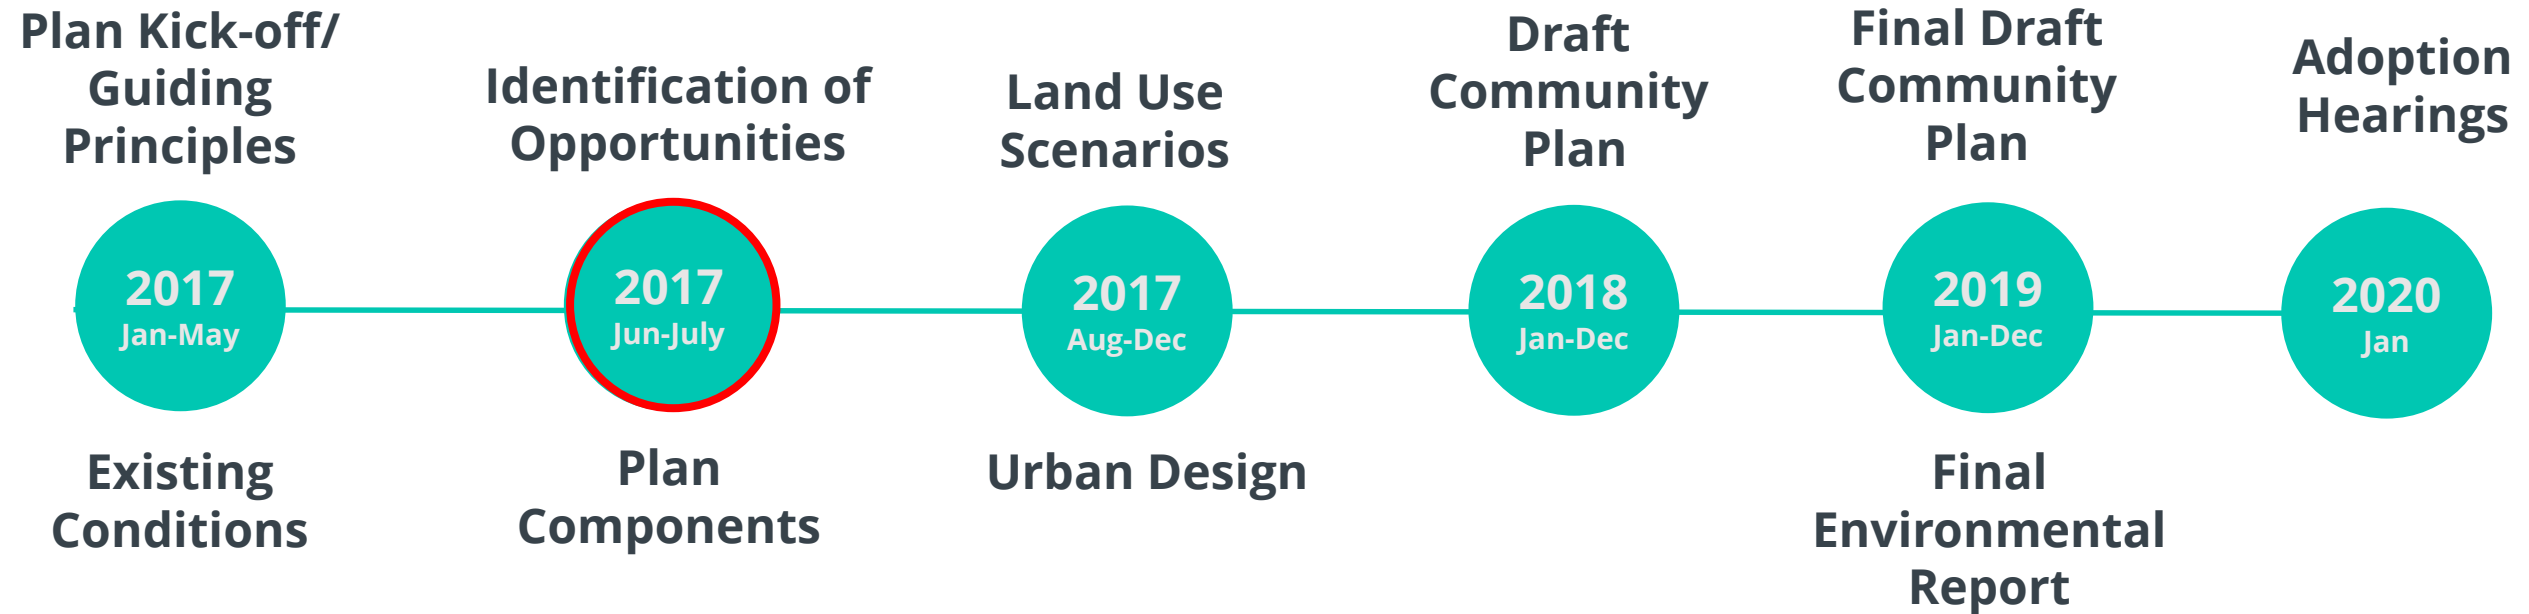 Plan Kick-off/
Guiding
Principles
2017
Jan-May
Existing
Conditions
Identification of
Opportunities
2017
Jun-July
Plan
Components
Land Use
Scenarios
2017
Aug-Dec
Urban Design
Draft
Community
Plan
2018
Jan-Dec
Final Draft
Community
Plan
2019
Jan-Dec
Final
Environmental
Report
Adoption
Hearings
2020
Jan